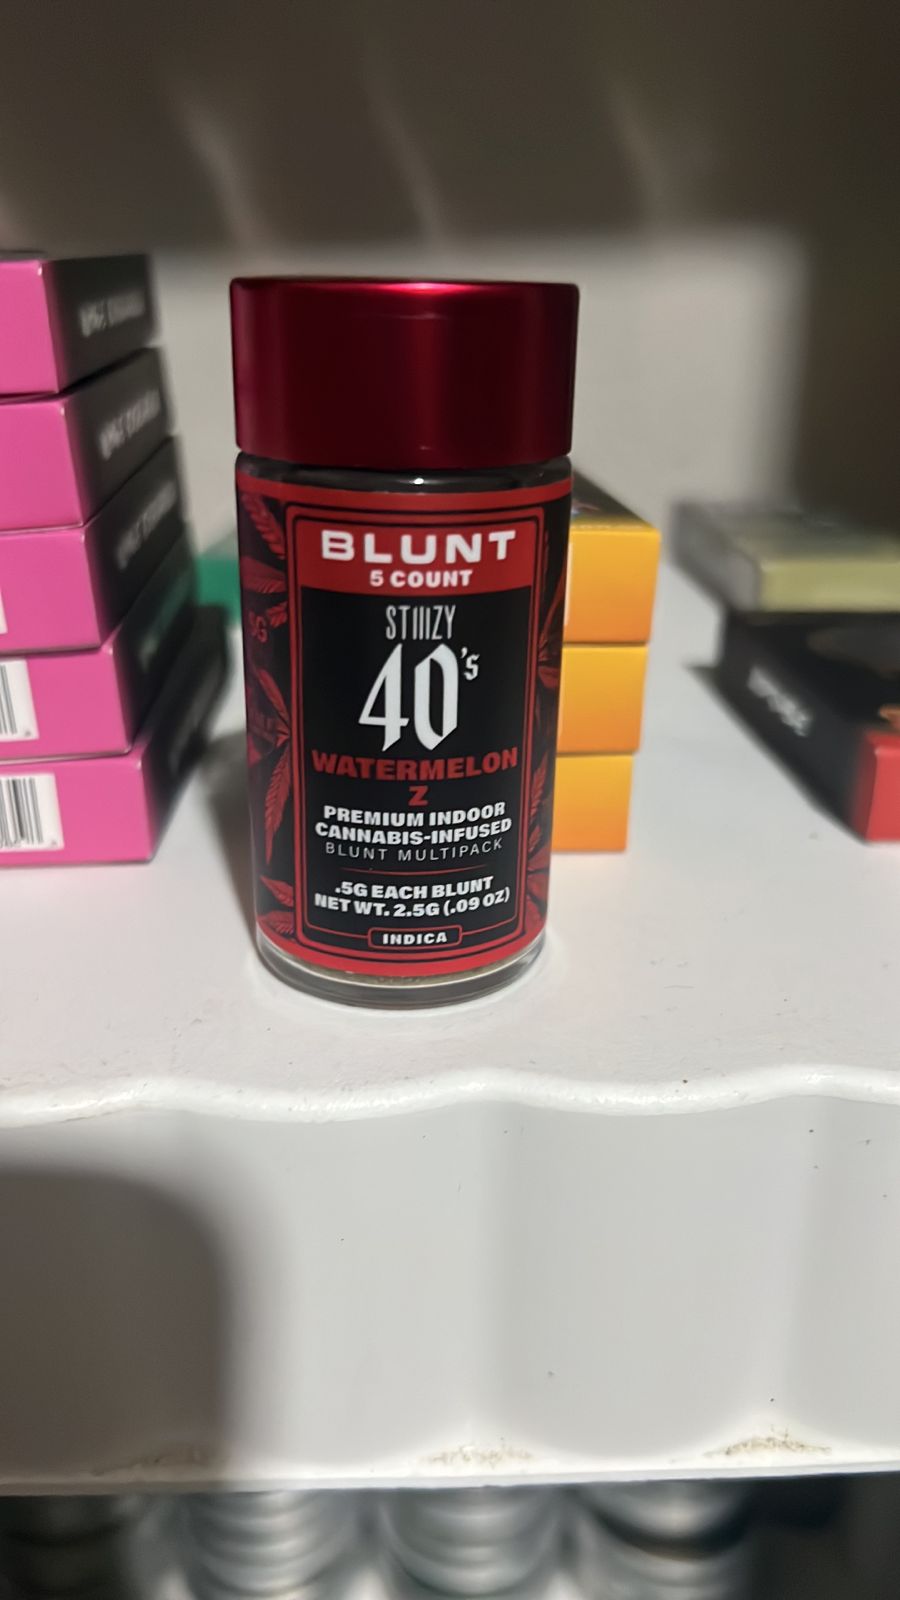 BLUNT
5 COUNT
STIIIZY
40's
WATERMELON
Z
PREMIUM INDOOR
CANNABIS-INFUSED
BLUNT MULTIPACK
.5G EACH BLUNT
NET WT. 2.5G (.09 OZ)
INDICA